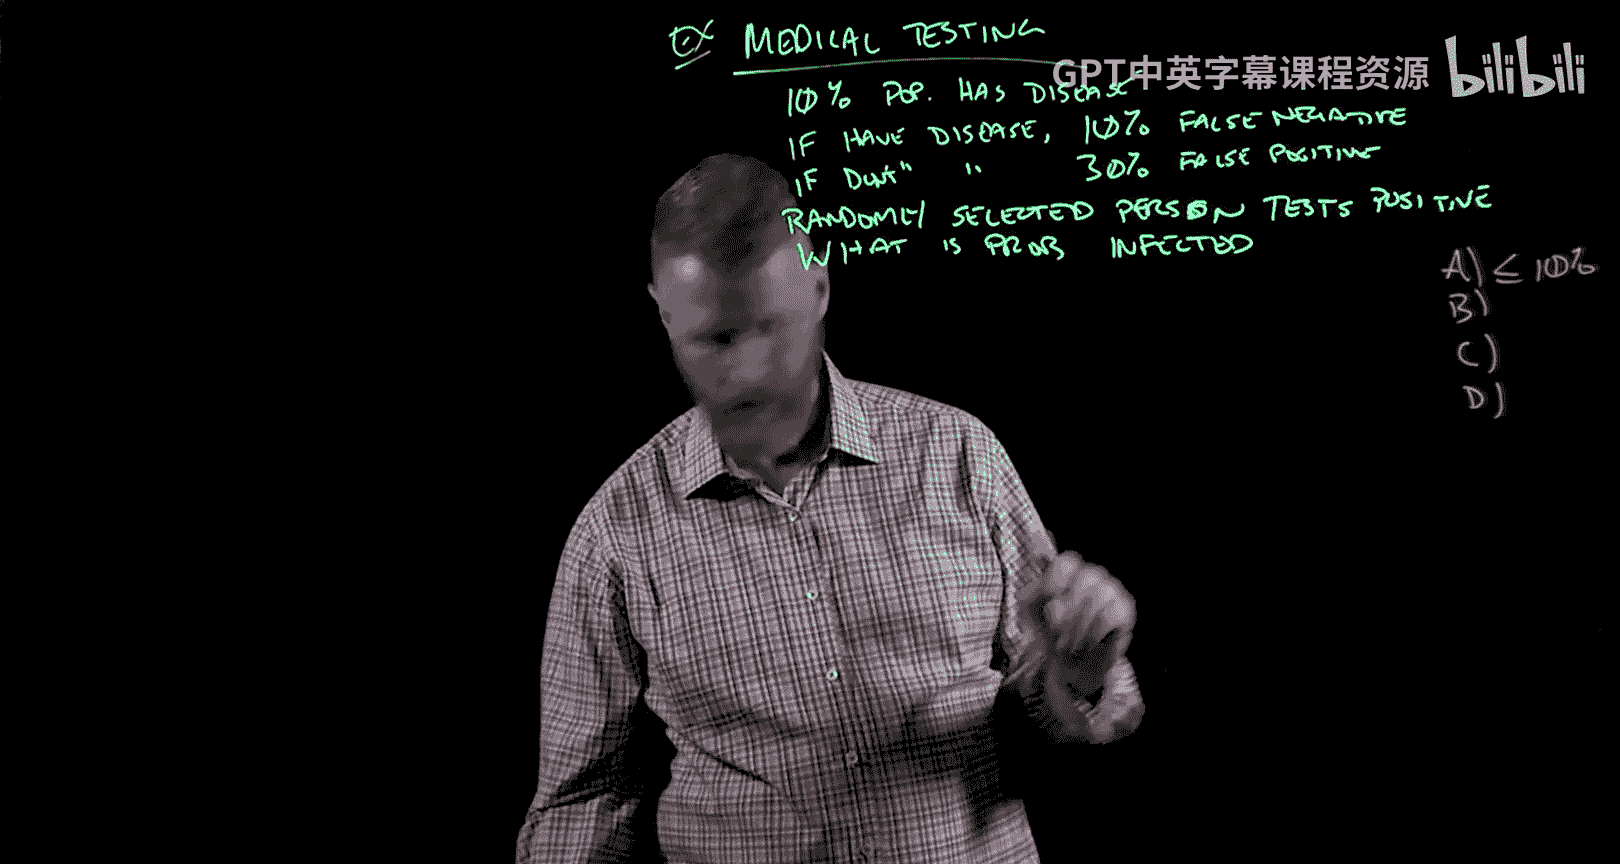 EX MEDICAL TESTING
GPT中英字幕课程资源 bilibili
10% POP. HAS DISEASE
IF HAVE DISEASE, 10% FALSE NEGATIVE
IF DON'T " " 30% FALSE POSITIVE
RANDOMLY SELECTED PERSON TESTS POSITIVE
WHAT IS PROB INFECTED
A) ≤ 10%
B)
C)
D)